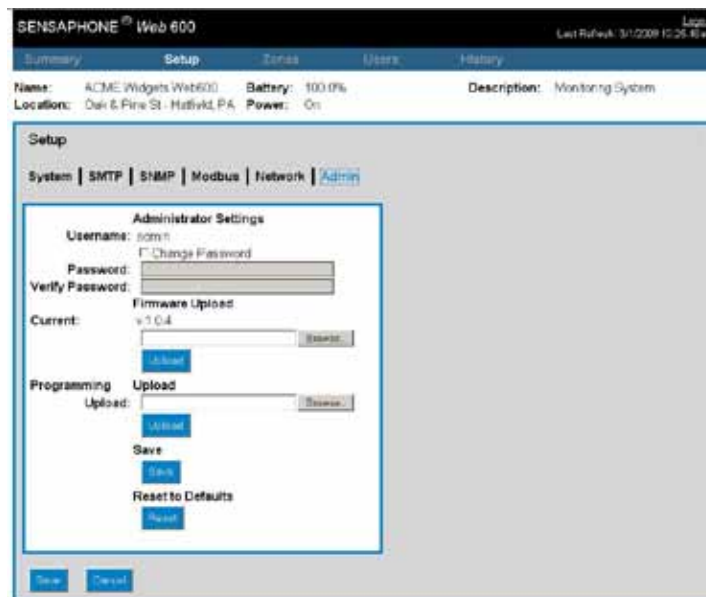 SENSAPHONE ® Web 600
Last Refresh: 3/1/2009
Summary Setup Zones Users History
Name: ACME Widgets Web600 Battery: 100.0% Description: Monitoring System
Location: Oak & Pine St - Hatfield, PA Power: On
Setup
System | SMTP | SNMP | Modbus | Network | Admin
Administrator Settings
Username: admin
Change Password
Password:
Verify Password:
Firmware Upload
Current: v 1.0.4
Browse...
Upload
Programming Upload
Upload: Browse...
Upload
Save
Save
Reset to Defaults
Reset
Save Cancel